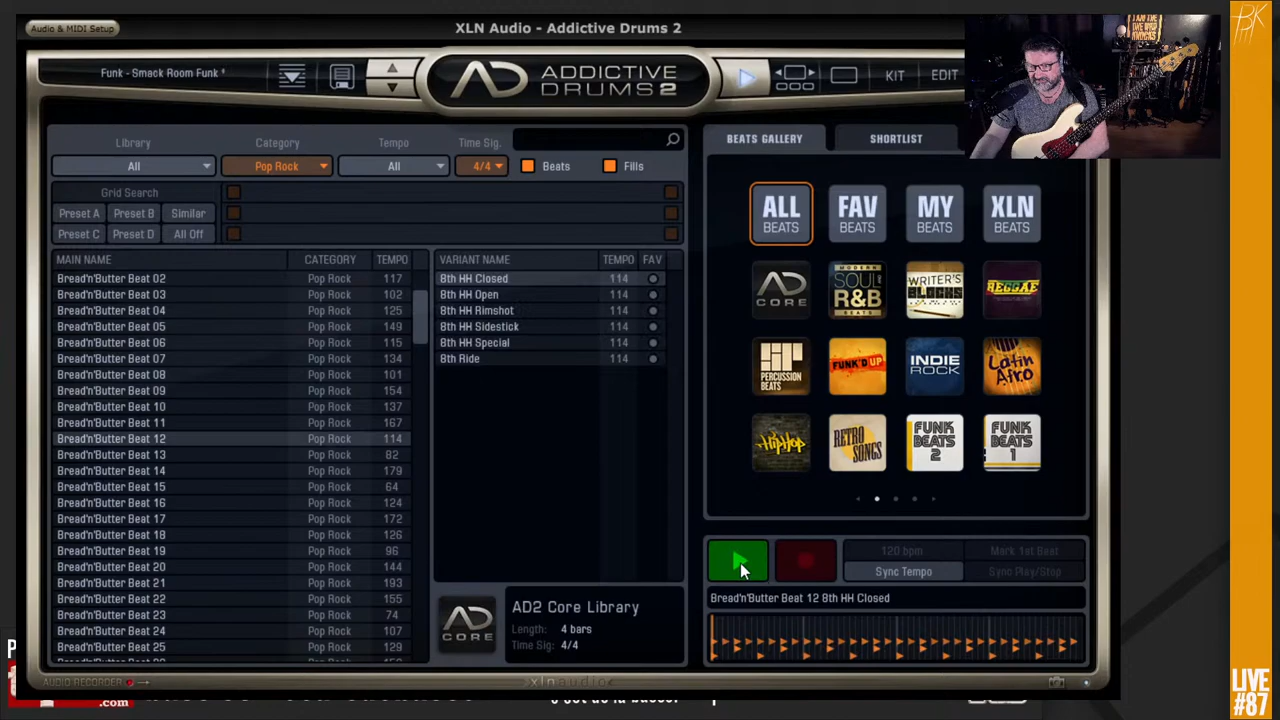 Audio & MIDI Setup
XLN Audio - Addictive Drums 2
Funk - Smack Room Funk *
ADDICTIVE
DRUMS 2
KIT
EDIT
Library
Category
Tempo
Time Sig.
All
Pop Rock
All
4/4
Beats
Fills
Grid Search
Preset A
Preset B
Similar
Preset C
Preset D
All Off
MAIN NAME CATEGORY TEMPO
Bread'n'Butter Beat 02 Pop Rock 117
Bread'n'Butter Beat 03 Pop Rock 102
Bread'n'Butter Beat 04 Pop Rock 125
Bread'n'Butter Beat 05 Pop Rock 149
Bread'n'Butter Beat 06 Pop Rock 115
Bread'n'Butter Beat 07 Pop Rock 134
Bread'n'Butter Beat 08 Pop Rock 101
Bread'n'Butter Beat 09 Pop Rock 154
Bread'n'Butter Beat 10 Pop Rock 137
Bread'n'Butter Beat 11 Pop Rock 167
Bread'n'Butter Beat 12 Pop Rock 114
Bread'n'Butter Beat 13 Pop Rock 82
Bread'n'Butter Beat 14 Pop Rock 179
Bread'n'Butter Beat 15 Pop Rock 64
Bread'n'Butter Beat 16 Pop Rock 124
Bread'n'Butter Beat 17 Pop Rock 172
Bread'n'Butter Beat 18 Pop Rock 126
Bread'n'Butter Beat 19 Pop Rock 96
Bread'n'Butter Beat 20 Pop Rock 144
Bread'n'Butter Beat 21 Pop Rock 193
Bread'n'Butter Beat 22 Pop Rock 155
Bread'n'Butter Beat 23 Pop Rock 74
Bread'n'Butter Beat 24 Pop Rock 107
Bread'n'Butter Beat 25 Pop Rock 129
VARIANT NAME TEMPO FAV
8th HH Closed 114
8th HH Open 114
8th HH Rimshot 114
8th HH Sidestick 114
8th HH Special 114
8th Ride 114
AD
CORE
AD2 Core Library
Length: 4 bars
Time Sig: 4/4
BEATS GALLERY
SHORTLIST
ALL
BEATS
FAV
BEATS
MY
BEATS
XLN
BEATS
AD
CORE
MODERN
SOUL
R&B
BEATS
WRITER'S
BLOCKS
REGGAE
PERCUSSION
BEATS
FUNK'D UP
INDIE
ROCK
Latin
Afro
HipHop
RETRO
SONGS
FUNK
BEATS
2
FUNK
BEATS
1
120 bpm
Mark 1st Beat
Sync Tempo
Sync Play/Stop
Bread'n'Butter Beat 12 8th HH Closed
AUDIO RECORDER
xlnaudio
.com
LIVE
#87